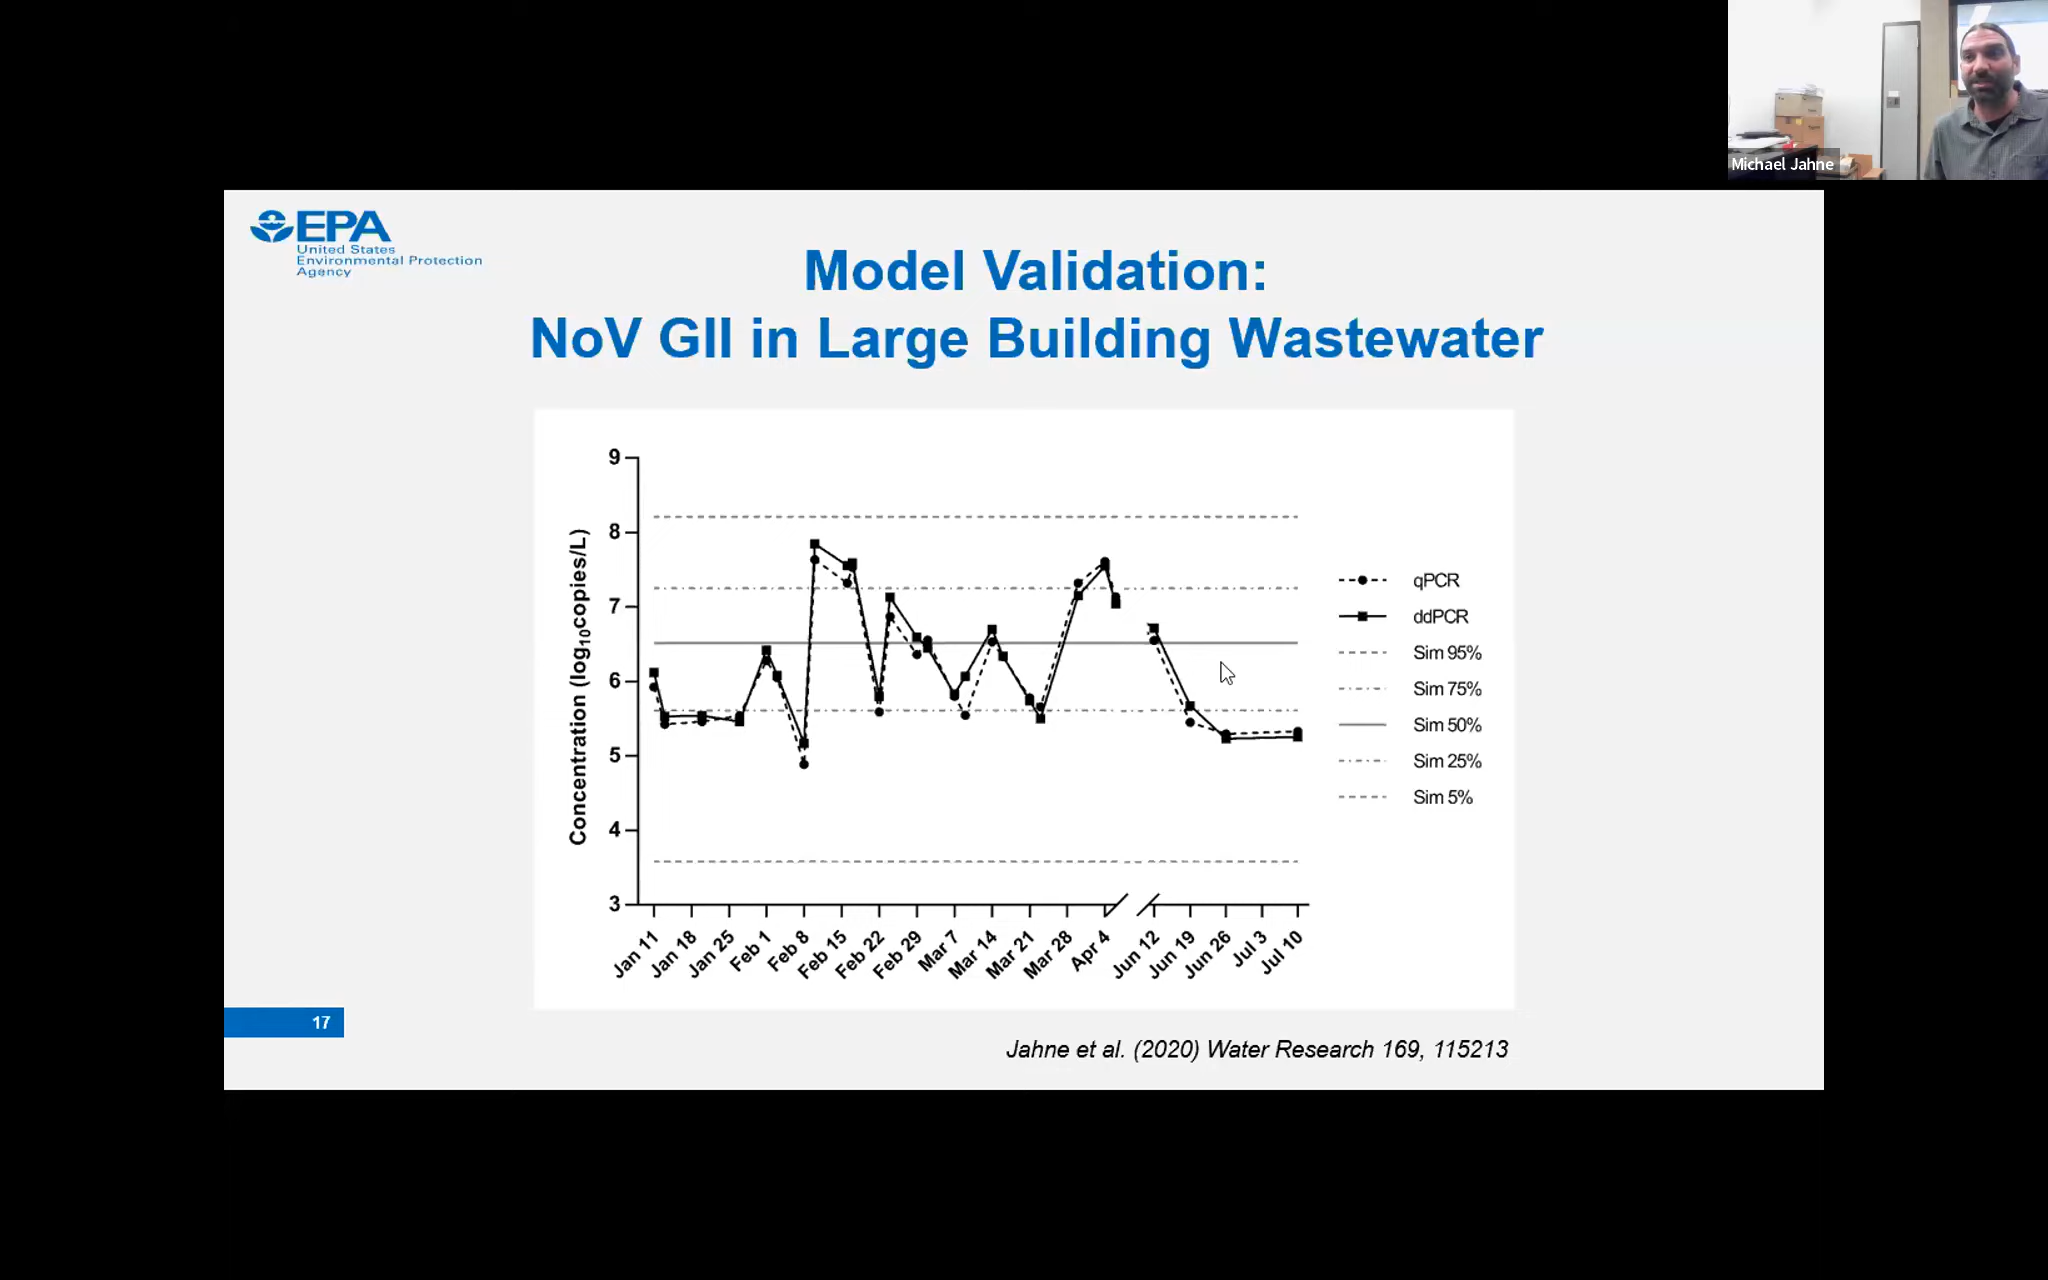 Michael Jahne
EPA
United States
Environmental Protection
Agency
Model Validation:
NoV GII in Large Building Wastewater
Concentration (log10copies/L)
9
8
7
6
5
4
3
Jan 11
Jan 18
Jan 25
Feb 1
Feb 8
Feb 15
Feb 22
Feb 29
Mar 7
Mar 14
Mar 21
Mar 28
Apr 4
Jun 12
Jun 19
Jun 26
Jul 3
Jul 10
qPCR
ddPCR
Sim 95%
Sim 75%
Sim 50%
Sim 25%
Sim 5%
17
Jahne et al. (2020) Water Research 169, 115213